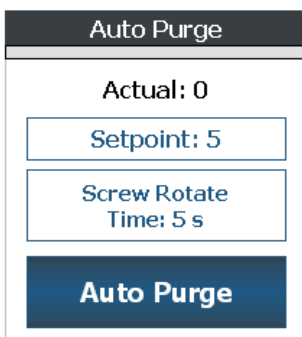 Auto Purge
Actual: 0
Setpoint: 5
Screw Rotate
Time: 5 s
Auto Purge